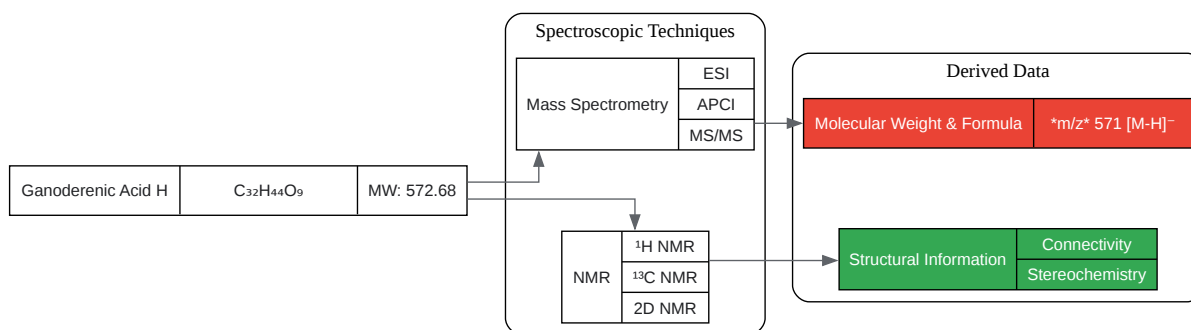 Spectroscopic Techniques
ESI
Mass Spectrometry
APCI
MS/MS
Derived Data
Molecular Weight & Formula
*m/z* 571 [M-H]⁻
Ganoderenic Acid H
C₃₂H₄₄O₉
MW: 572.68
NMR
¹H NMR
¹³C NMR
2D NMR
Structural Information
Connectivity
Stereochemistry